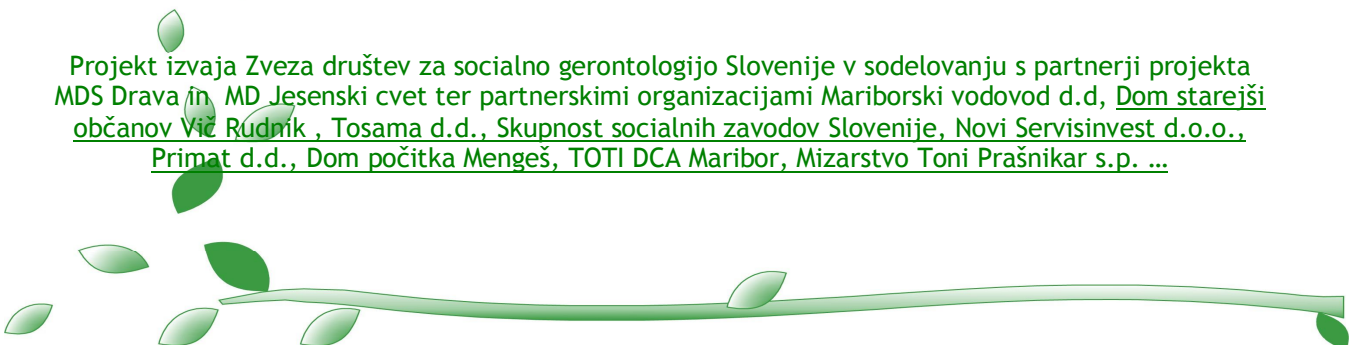 Projekt izvaja Zveza društev za socialno gerontologijo Slovenije v sodelovanju s partnerji projekta
MDS Drava in MD Jesenski cvet ter partnerskimi organizacijami Mariborski vodovod d.d, Dom starejši
občanov Vič Rudnik , Tosama d.d., Skupnost socialnih zavodov Slovenije, Novi Servisinvest d.o.o.,
Primat d.d., Dom počitka Mengeš, TOTI DCA Maribor, Mizarstvo Toni Prašnikar s.p. …